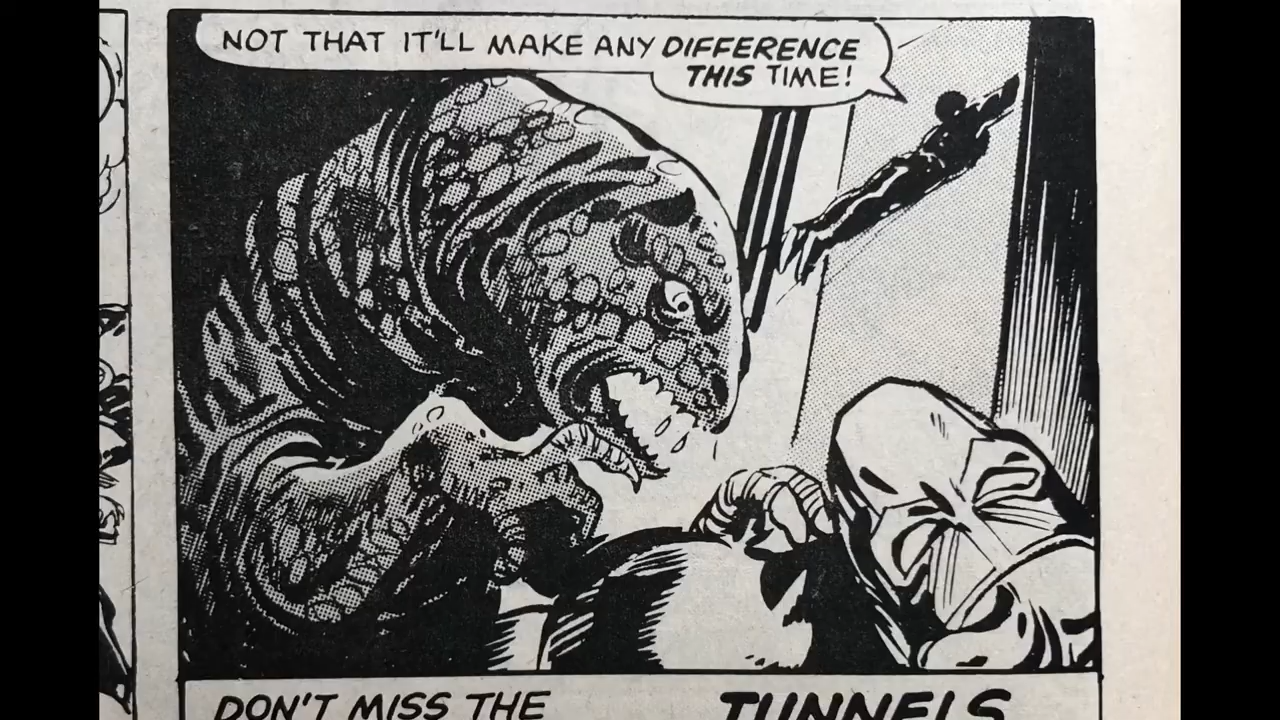 NOT THAT IT'LL MAKE ANY DIFFERENCE
THIS TIME!
DON'T MISS THE
TUNNELS